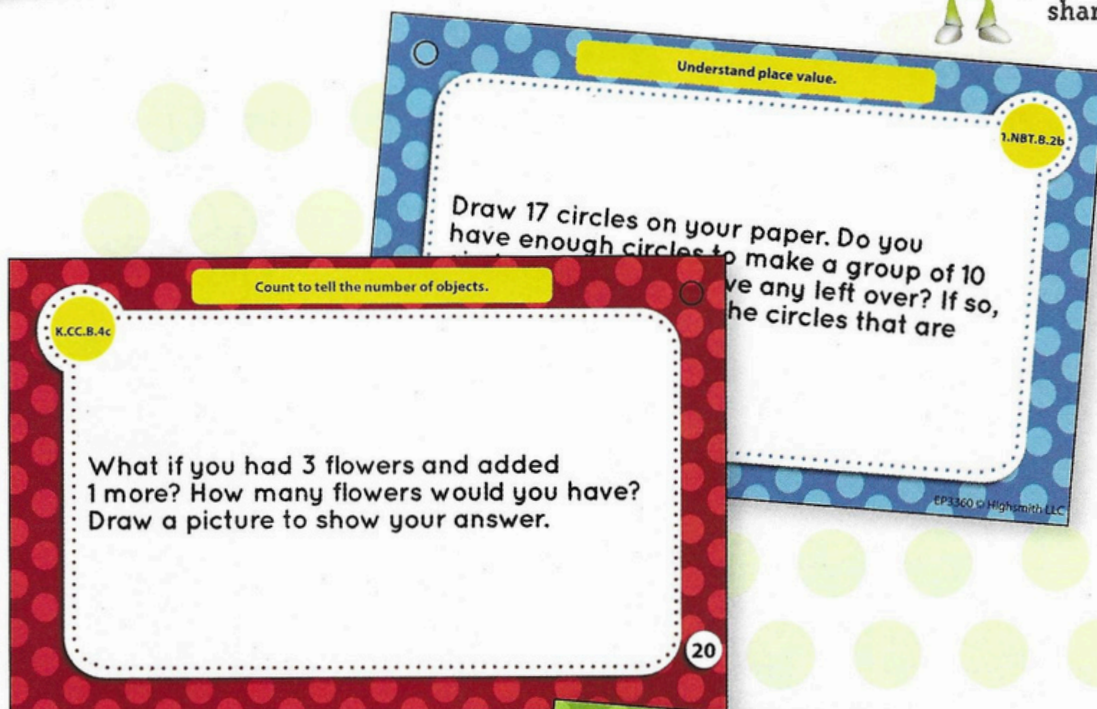 shar
Understand place value.
1.NBT.B.2b
Draw 17 circles on your paper. Do you
have enough circles to make a group of 10
ve any left over? If so,
he circles that are
EP3360 © Highsmith LLC
Count to tell the number of objects.
K.CC.B.4c
What if you had 3 flowers and added
1 more? How many flowers would you have?
Draw a picture to show your answer.
20